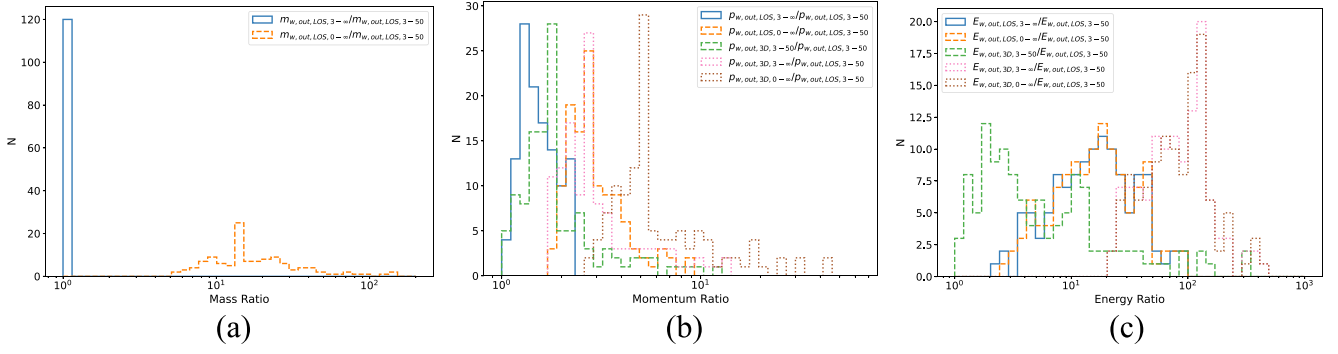 m_{w,out,LOS,3−∞}/m_{w,out,LOS,3−50}
m_{w,out,LOS,0−∞}/m_{w,out,LOS,3−50}
120
100
80
60
40
20
0
N
10^0
10^1
10^2
Mass Ratio
(a)
p_{w,out,LOS,3−∞}/p_{w,out,LOS,3−50}
p_{w,out,LOS,0−∞}/p_{w,out,LOS,3−50}
p_{w,out,3D,3−50}/p_{w,out,LOS,3−50}
p_{w,out,3D,3−∞}/p_{w,out,LOS,3−50}
p_{w,out,3D,0−∞}/p_{w,out,LOS,3−50}
30
25
20
15
10
5
0
N
10^0
10^1
Momentum Ratio
(b)
E_{w,out,LOS,3−∞}/E_{w,out,LOS,3−50}
E_{w,out,LOS,0−∞}/E_{w,out,LOS,3−50}
E_{w,out,3D,3−50}/E_{w,out,LOS,3−50}
E_{w,out,3D,3−∞}/E_{w,out,LOS,3−50}
E_{w,out,3D,0−∞}/E_{w,out,LOS,3−50}
20.0
17.5
15.0
12.5
10.0
7.5
5.0
2.5
0.0
N
10^0
10^1
10^2
10^3
Energy Ratio
(c)